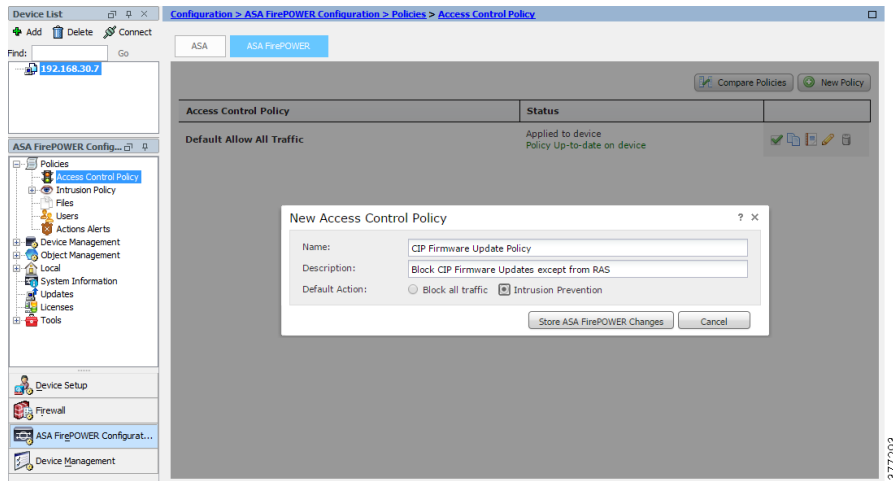 Device List
Configuration > ASA FirePOWER Configuration > Policies > Access Control Policy
Add Delete Connect
Find: Go
192.168.30.7
ASA ASA FirePOWER
Compare Policies New Policy
Access Control Policy Status
Default Allow All Traffic
Applied to device
Policy Up-to-date on device
ASA FirePOWER Config...
Policies
Access Control Policy
Intrusion Policy
Files
Users
Actions Alerts
Device Management
Object Management
Local
System Information
Updates
Licenses
Tools
New Access Control Policy ? ×
Name: CIP Firmware Update Policy
Description: Block CIP Firmware Updates except from RAS
Default Action: Block all traffic Intrusion Prevention
Store ASA FirePOWER Changes Cancel
Device Setup
Firewall
ASA FirePOWER Configurat...
Device Management
377293